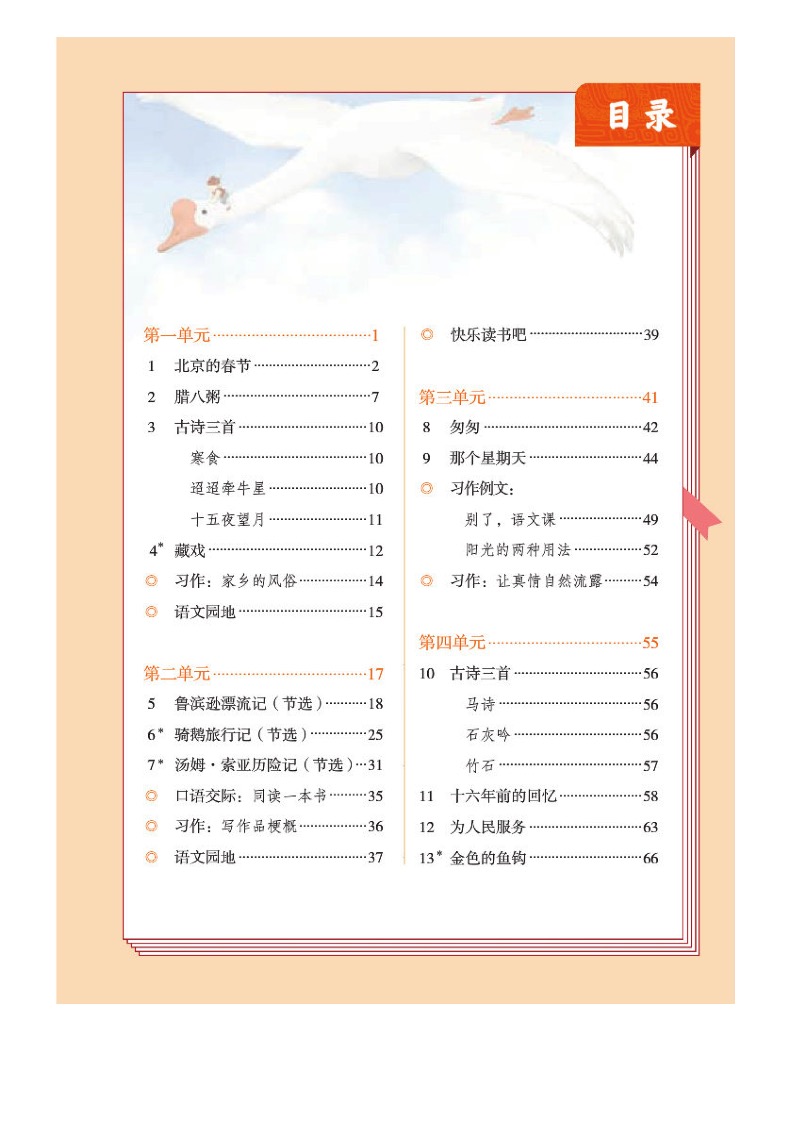 目录
第一单元 1
1 北京的春节 2
2 腊八粥 7
3 古诗三首 10
寒食 10
迢迢牵牛星 10
十五夜望月 11
4* 藏戏 12
◎ 习作：家乡的风俗 14
◎ 语文园地 15
第二单元 17
5 鲁滨逊漂流记（节选） 18
6* 骑鹅旅行记（节选） 25
7* 汤姆·索亚历险记（节选） 31
◎ 口语交际：同读一本书 35
◎ 习作：写作品梗概 36
◎ 语文园地 37
◎ 快乐读书吧 39
第三单元 41
8 匆匆 42
9 那个星期天 44
◎ 习作例文：
别了，语文课 49
阳光的两种用法 52
◎ 习作：让真情自然流露 54
第四单元 55
10 古诗三首 56
马诗 56
石灰吟 56
竹石 57
11 十六年前的回忆 58
12 为人民服务 63
13* 金色的鱼钩 66